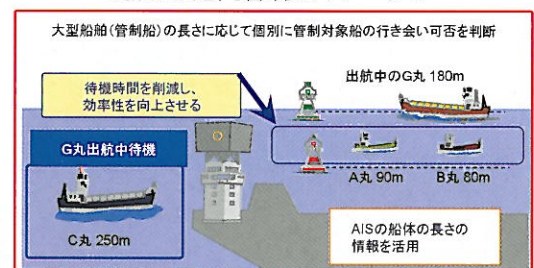 大型船舶(管制船)の長さに応じて個別に管制対象船の行き会い可否を判断
待機時間を削減し、
効率性を向上させる
出航中のG丸 180m
G丸出航中待機
A丸 90m
B丸 80m
C丸 250m
AISの船体の長さの
情報を活用